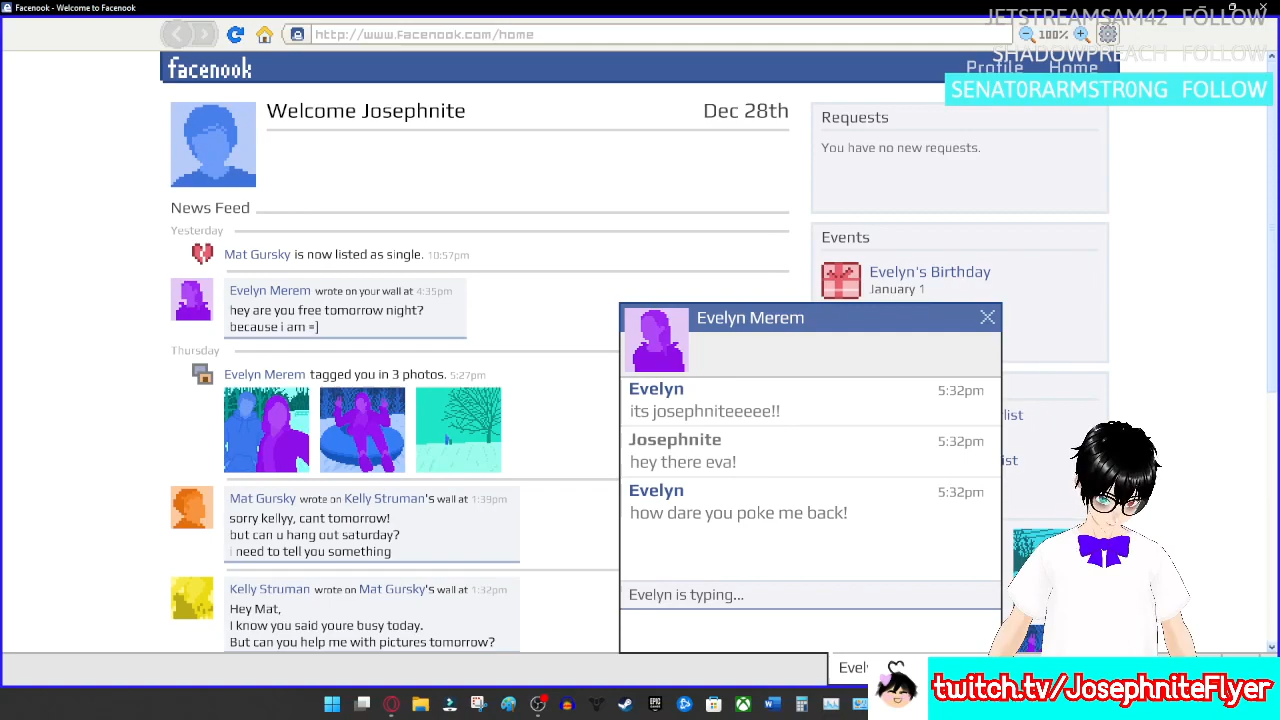 Facenook - Welcome to Facenook
JETSTREAMSAM42 FOLLOW
http://www.facenook.com/home
100%
SHADOWPREACH FOLLOW
facenook
Profile Home
SENAT0RARMSTR0NG FOLLOW
Welcome Josephnite
Dec 28th
Requests
You have no new requests.
News Feed
Yesterday
Mat Gursky is now listed as single. 10:57pm
Events
Evelyn's Birthday
January 1
Evelyn Merem wrote on your wall at 4:35pm
hey are you free tomorrow night?
because i am =]
Thursday
Evelyn Merem tagged you in 3 photos. 5:27pm
Evelyn Merem
Evelyn 5:32pm
its josephniteeeee!!
Josephnite 5:32pm
hey there eva!
Evelyn 5:32pm
how dare you poke me back!
Evelyn is typing...
list
ist
Mat Gursky wrote on Kelly Struman's wall at 1:39pm
sorry kellyy, cant tomorrow!
but can u hang out saturday?
i need to tell you something
Kelly Struman wrote on Mat Gursky's wall at 1:32pm
Hey Mat,
I know you said youre busy today.
But can you help me with pictures tomorrow?
Evel
twitch.tv/JosephniteFlyer